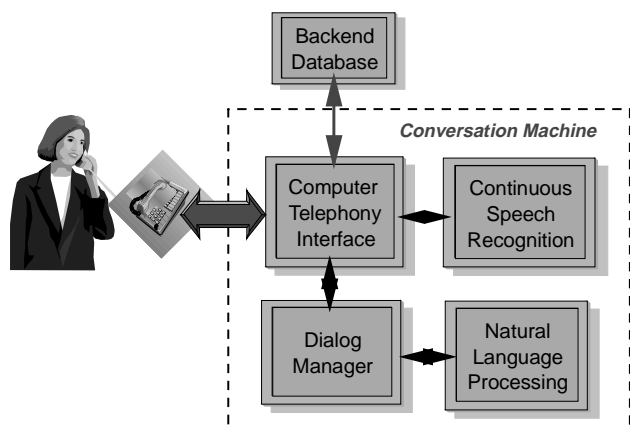 Backend
Database
Conversation Machine
Computer
Telephony
Interface
Continuous
Speech
Recognition
Dialog
Manager
Natural
Language
Processing